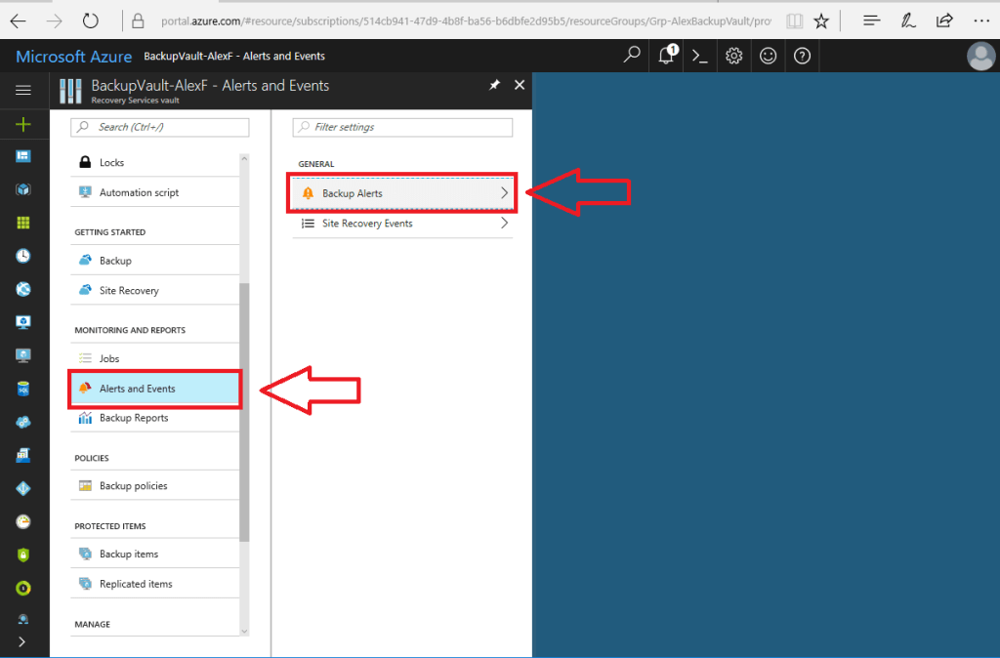 portal.azure.com/#resource/subscriptions/514cb941-47d9-4b8f-ba56-b6dbfe2d95b5/resourceGroups/Grp-AlexBackupVault/pro
Microsoft Azure BackupVault-AlexF - Alerts and Events
1
BackupVault-AlexF - Alerts and Events
Recovery Services vault
Search (Ctrl+/)
Locks
Automation script
GETTING STARTED
Backup
Site Recovery
MONITORING AND REPORTS
Jobs
Alerts and Events
Backup Reports
POLICIES
Backup policies
PROTECTED ITEMS
Backup items
Replicated items
MANAGE
Filter settings
GENERAL
Backup Alerts
Site Recovery Events
SQL